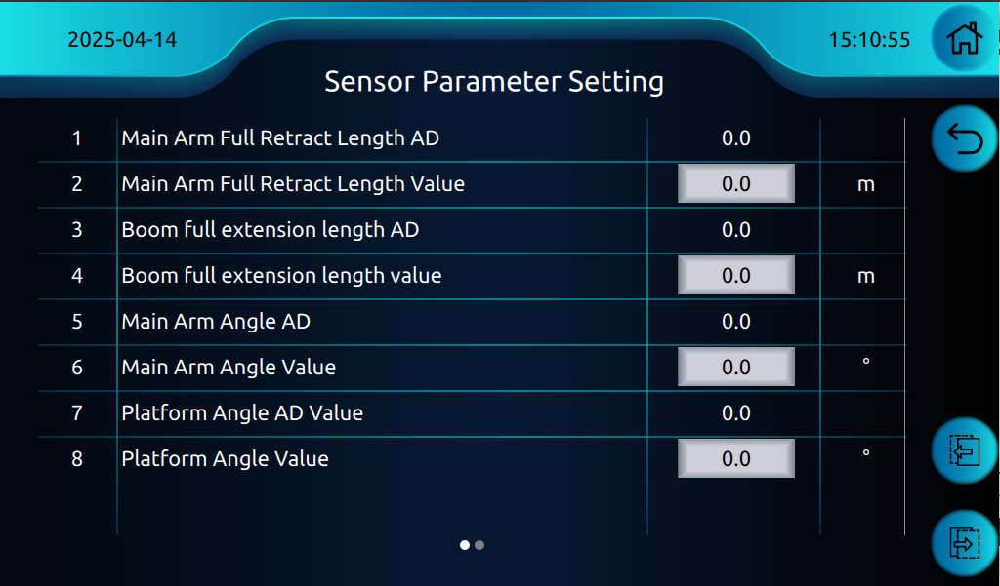 2025-04-14
15:10:55
Sensor Parameter Setting
1 Main Arm Full Retract Length AD 0.0
2 Main Arm Full Retract Length Value 0.0 m
3 Boom full extension length AD 0.0
4 Boom full extension length value 0.0 m
5 Main Arm Angle AD 0.0
6 Main Arm Angle Value 0.0 °
7 Platform Angle AD Value 0.0
8 Platform Angle Value 0.0 °